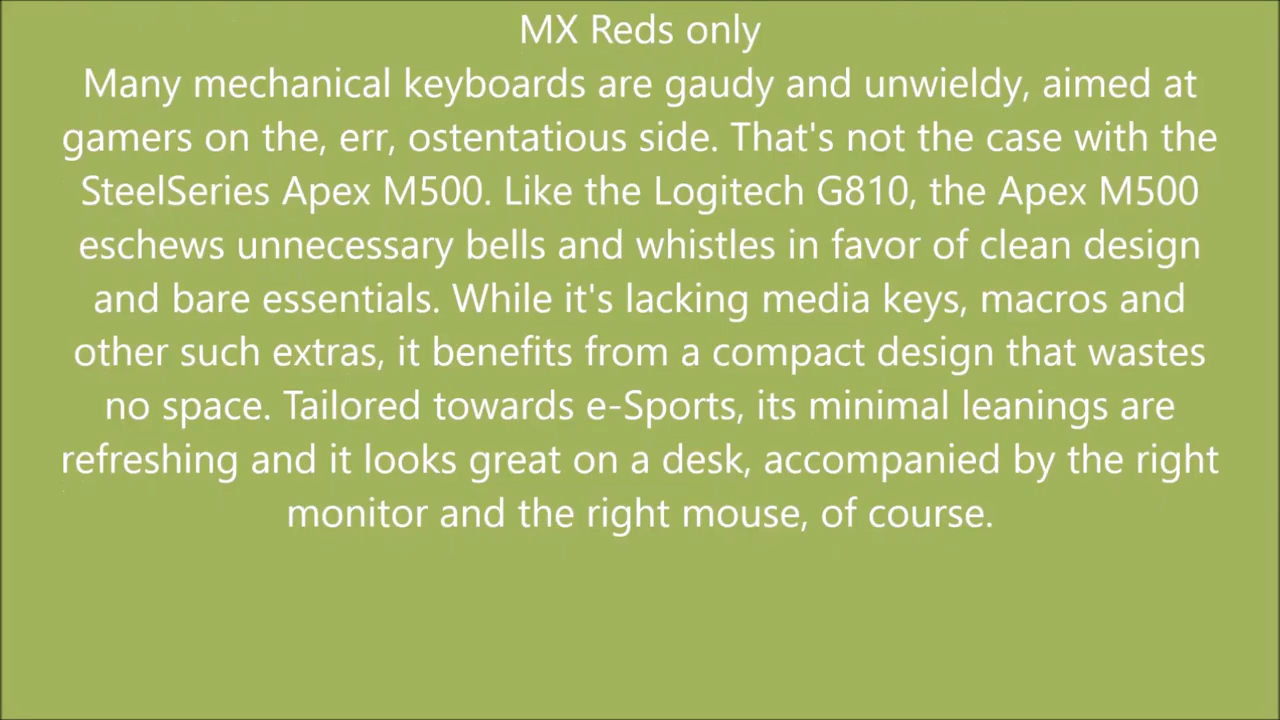 MX Reds only
Many mechanical keyboards are gaudy and unwieldy, aimed at
gamers on the, err, ostentatious side. That's not the case with the
SteelSeries Apex M500. Like the Logitech G810, the Apex M500
eschews unnecessary bells and whistles in favor of clean design
and bare essentials. While it's lacking media keys, macros and
other such extras, it benefits from a compact design that wastes
no space. Tailored towards e-Sports, its minimal leanings are
refreshing and it looks great on a desk, accompanied by the right
monitor and the right mouse, of course.